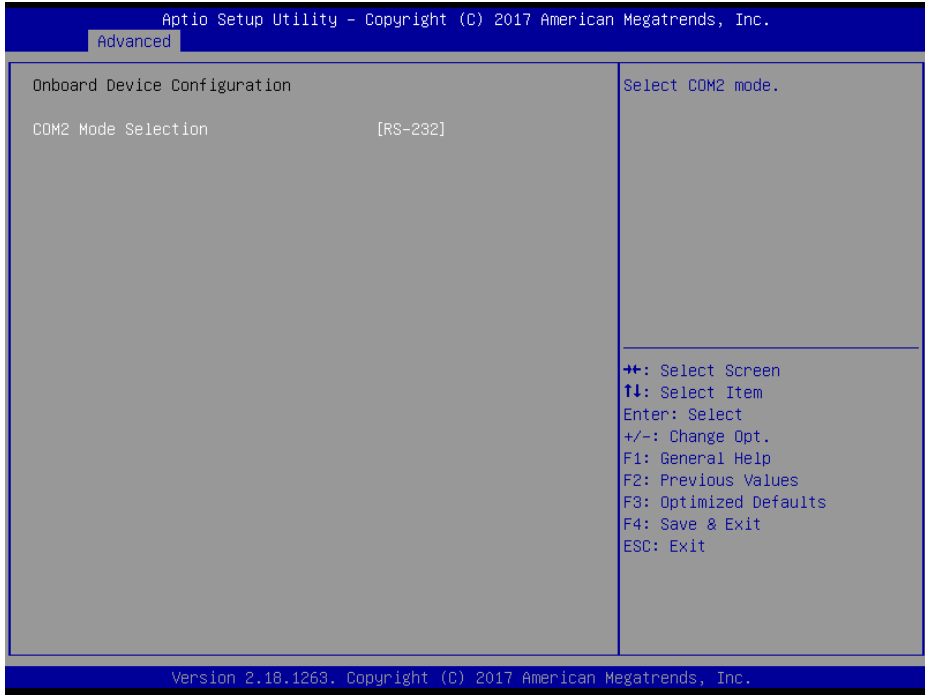 Aptio Setup Utility – Copyright (C) 2017 American Megatrends, Inc.
Advanced
Onboard Device Configuration
COM2 Mode Selection [RS-232]
Select COM2 mode.
→←: Select Screen
↑↓: Select Item
Enter: Select
+/-: Change Opt.
F1: General Help
F2: Previous Values
F3: Optimized Defaults
F4: Save & Exit
ESC: Exit
Version 2.18.1263. Copyright (C) 2017 American Megatrends, Inc.